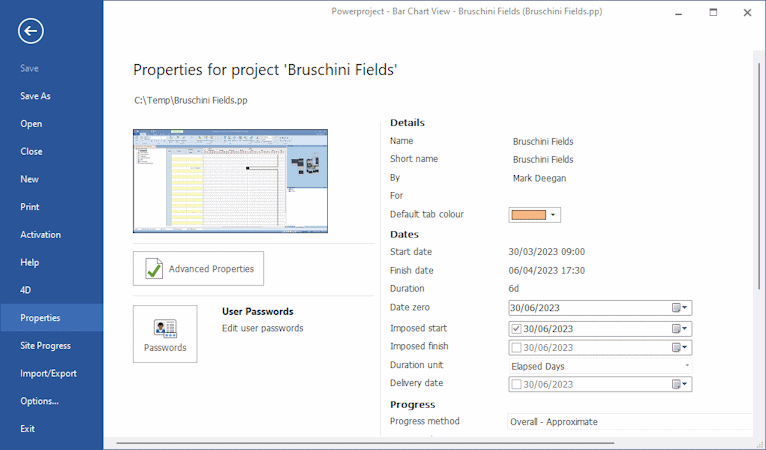 Powerproject - Bar Chart View - Bruschini Fields (Bruschini Fields.pp)
Save
Save As
Open
Close
New
Print
Activation
Help
4D
Properties
Site Progress
Import/Export
Options...
Exit
Properties for project 'Bruschini Fields'
C:\Temp\Bruschini Fields.pp
Advanced Properties
Passwords
User Passwords
Edit user passwords
Details
Name Bruschini Fields
Short name Bruschini Fields
By Mark Deegan
For
Default tab colour
Dates
Start date 30/03/2023 09:00
Finish date 06/04/2023 17:30
Duration 6d
Date zero 30/06/2023
Imposed start 30/06/2023
Imposed finish 30/06/2023
Duration unit Elapsed Days
Delivery date 30/06/2023
Progress
Progress method Overall - Approximate